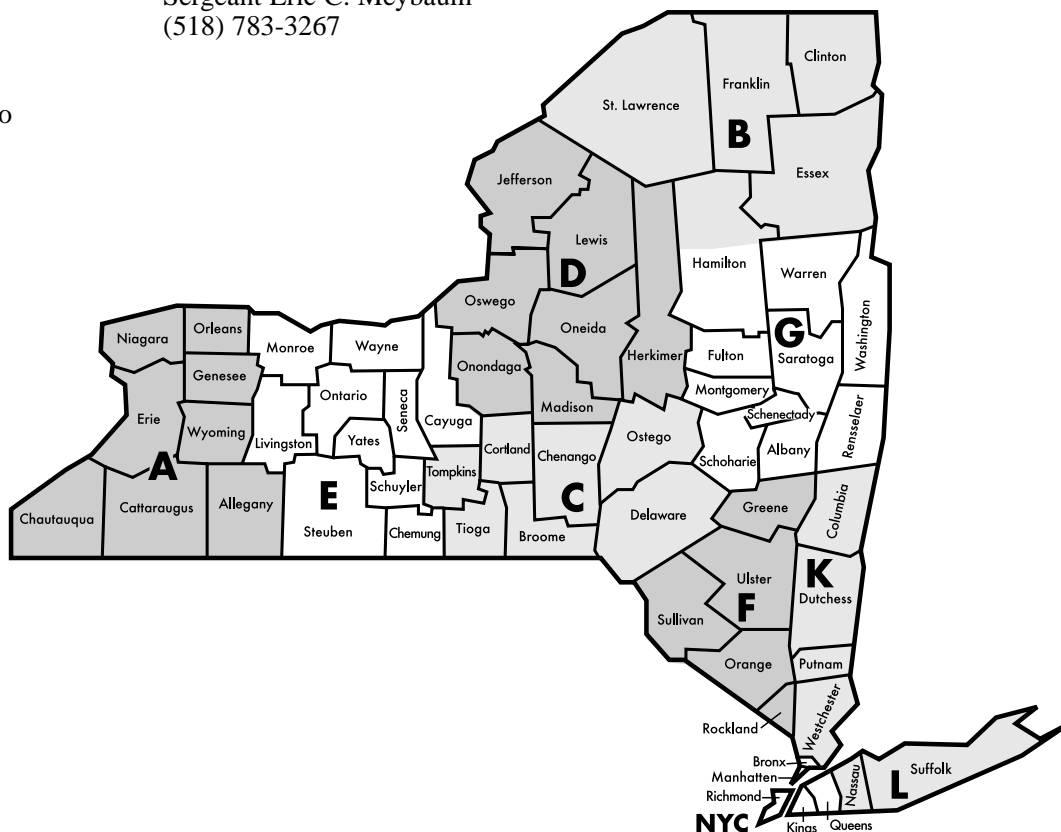 Sergeant Eric C. Meybaum
(518) 783-3267
o
Clinton
Franklin
St. Lawrence
B
Essex
Jefferson
Lewis
D
Hamilton
Warren
Oswego
Oneida
Herkimer
Washington
G
Saratoga
Fulton
Montgomery
Schenectady
Niagara
Orleans
Monroe
Wayne
Genesee
Onondaga
Ontario
Seneca
Cayuga
Madison
Erie
Wyoming
Livingston
Yates
Cortland
Chenango
Ostego
Schoharie
Albany
Rensselaer
A
E
Schuyler
Tompkins
C
Chautauqua
Cattaraugus
Allegany
Steuben
Chemung
Tioga
Broome
Delaware
Greene
Columbia
K
Ulster
F
Dutchess
Sullivan
Orange
Putnam
Rockland
Westchester
Bronx
Manhatten
Richmond
NYC
Kings
Queens
Nassau
L
Suffolk